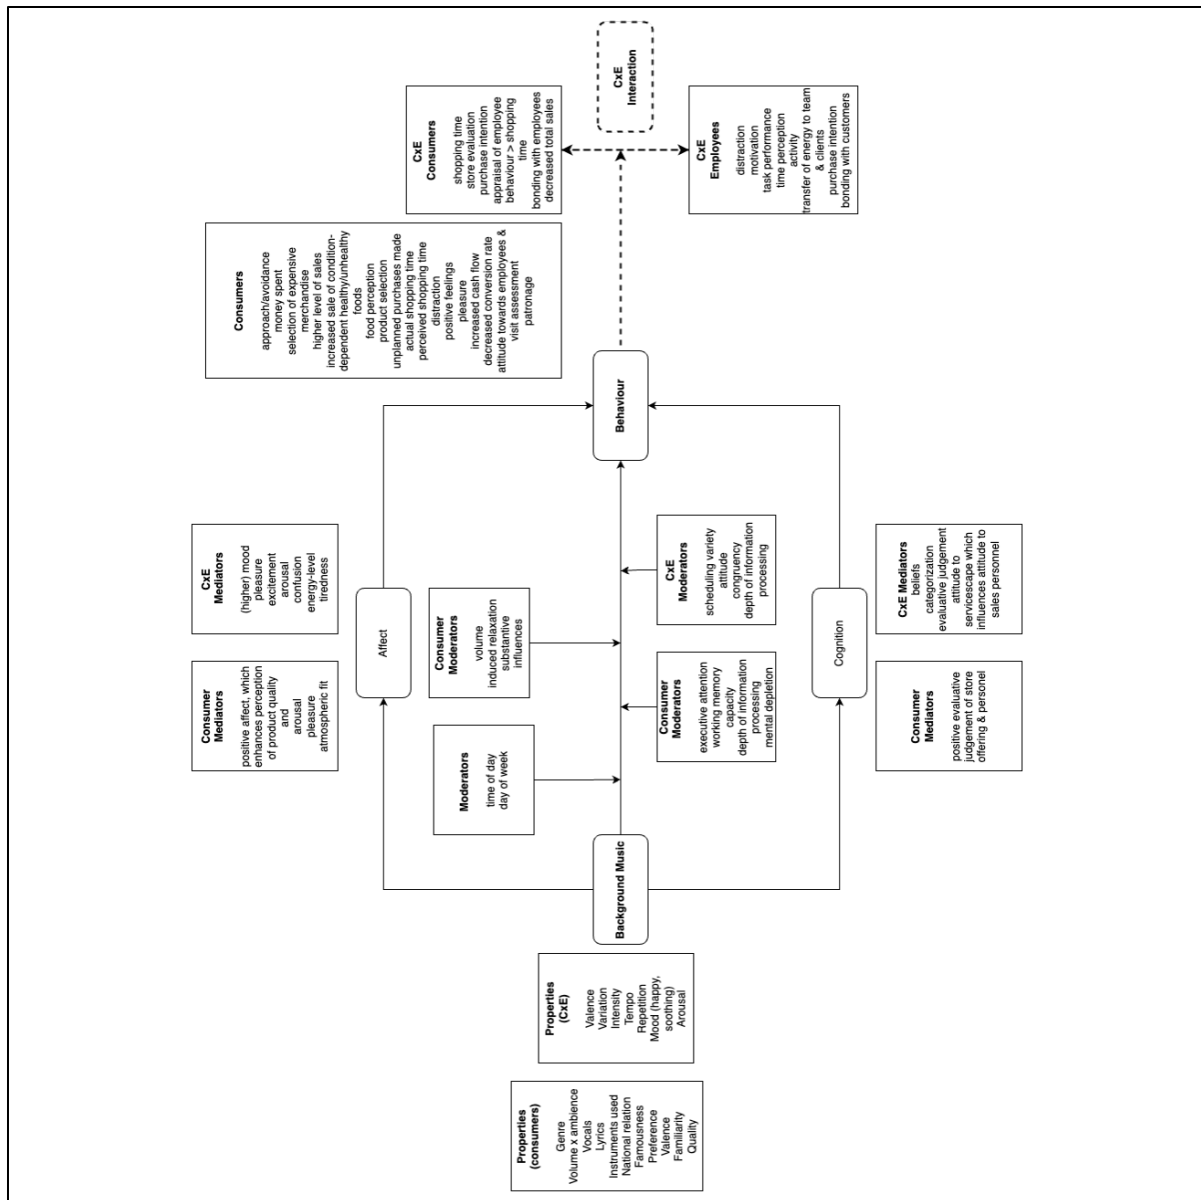 Properties
(consumers)
Genre
Volume x ambience
Vocals
Lyrics
Instruments used
National relation
Famousness
Preference
Valence
Familiarity
Quality
Properties
(CxE)
Valence
Variation
Intensity
Tempo
Repetition
Mood (happy,
soothing)
Arousal
Background Music
Consumer
Mediators
positive affect, which
enhances perception
of product quality
and
arousal
pleasure
atmospheric fit
CxE
Mediators
(higher) mood
pleasure
excitement
arousal
confusion
energy-level
tiredness
Affect
Moderators
time of day
day of week
Consumer
Moderators
volume
induced relaxation
substantive
influences
Consumer
Moderators
executive attention
working memory
capacity
depth of information
processing
mental depletion
CxE
Moderators
scheduling variety
attitude
congruency
depth of information
processing
Cognition
Consumer
Mediators
positive evaluative
judgement of store
offering & personel
CxE Mediators
beliefs
categorization
evaluative judgement
attitude to
servicescape which
influences attitude to
sales personnel
Behaviour
Consumers
approach/avoidance
money spent
selection of expensive
merchandise
higher level of sales
increased sale of condition-
dependent healthy/unhealthy
foods
food perception
product selection
unplanned purchases made
actual shopping time
perceived shopping time
distraction
positive feelings
pleasure
increased cash flow
decreased conversion rate
attitude towards employees &
visit assessment
patronage
CxE
Consumers
shopping time
store evaluation
purchase intention
appraisal of employee
behaviour > shopping
time
bonding with employees
decreased total sales
CxE
Interaction
CxE
Employees
distraction
motivation
task performance
time perception
activity
transfer of energy to team
& clients
purchase intention
bonding with customers